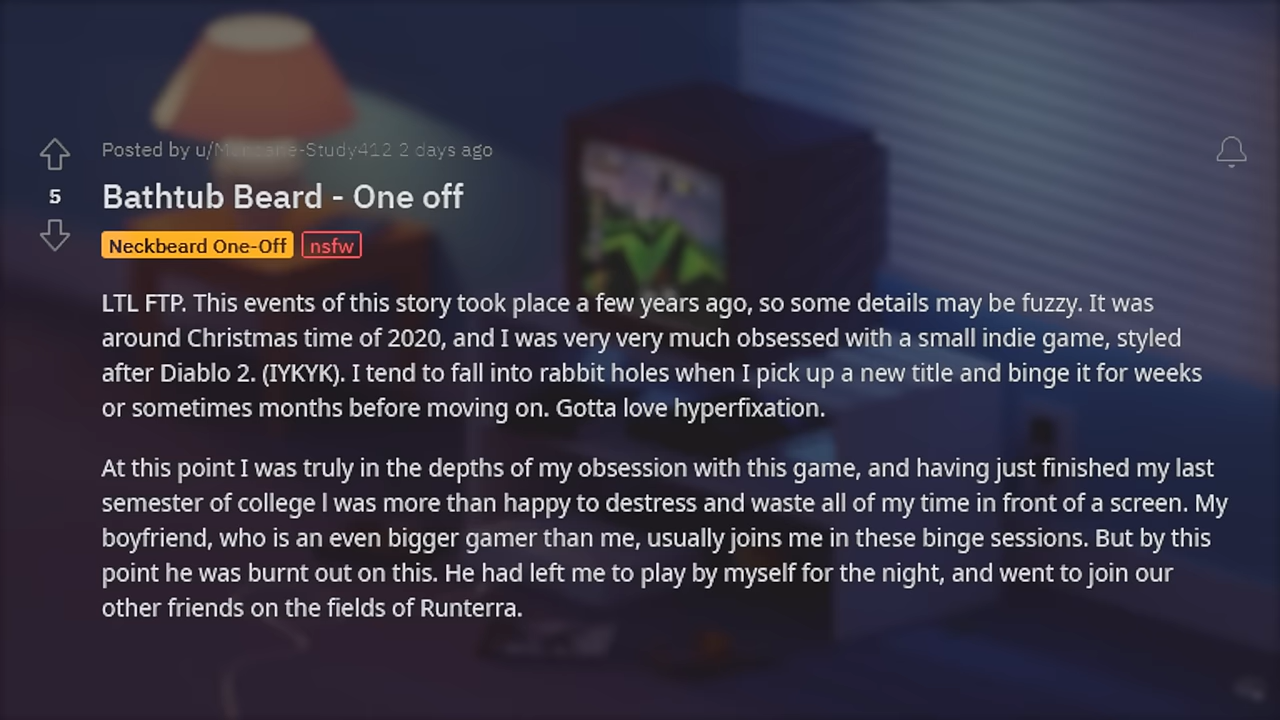 Posted by u/Mundane-Study412 2 days ago
5
Bathtub Beard - One off
Neckbeard One-Off nsfw
LTL FTP. This events of this story took place a few years ago, so some details may be fuzzy. It was
around Christmas time of 2020, and I was very very much obsessed with a small indie game, styled
after Diablo 2. (IYKYK). I tend to fall into rabbit holes when I pick up a new title and binge it for weeks
or sometimes months before moving on. Gotta love hyperfixation.
At this point I was truly in the depths of my obsession with this game, and having just finished my last
semester of college l was more than happy to destress and waste all of my time in front of a screen. My
boyfriend, who is an even bigger gamer than me, usually joins me in these binge sessions. But by this
point he was burnt out on this. He had left me to play by myself for the night, and went to join our
other friends on the fields of Runterra.